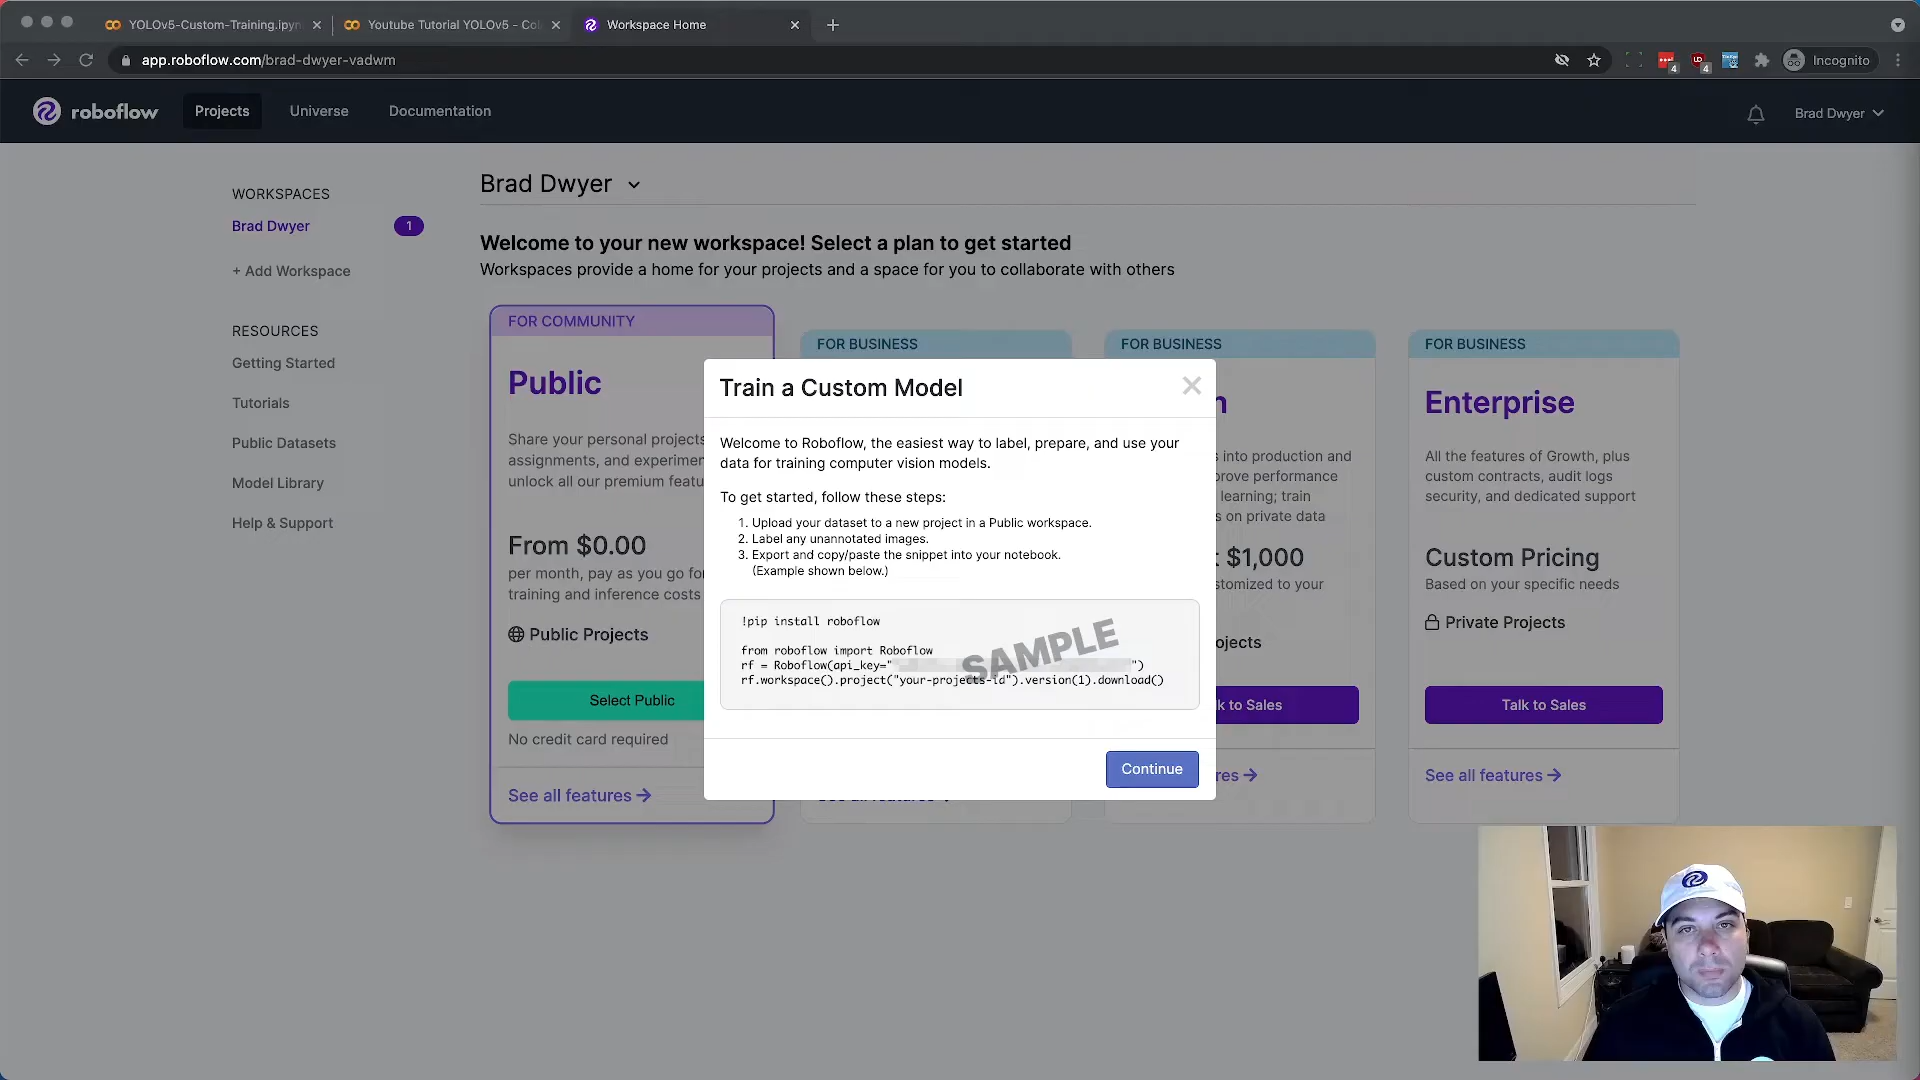 YOLOv5-Custom-Training.ipyn
Youtube Tutorial YOLOv5 - Col
Workspace Home
app.roboflow.com/brad-dwyer-vadwm
4
4
Incognito
roboflow
Projects
Universe
Documentation
Brad Dwyer
WORKSPACES
Brad Dwyer
1
+ Add Workspace
RESOURCES
Getting Started
Tutorials
Public Datasets
Model Library
Help & Support
Brad Dwyer
Welcome to your new workspace! Select a plan to get started
Workspaces provide a home for your projects and a space for you to collaborate with others
FOR COMMUNITY
Public
Share your personal projects
assignments, and experimen
unlock all our premium featu
From $0.00
per month, pay as you go fo
training and inference costs
Public Projects
Select Public
No credit card required
See all features
FOR BUSINESS
FOR BUSINESS
into production and
prove performance
learning; train
s on private data
$1,000
stomized to your
ojects
k to Sales
res
FOR BUSINESS
Enterprise
All the features of Growth, plus
custom contracts, audit logs
security, and dedicated support
Custom Pricing
Based on your specific needs
Private Projects
Talk to Sales
See all features
Train a Custom Model
Welcome to Roboflow, the easiest way to label, prepare, and use your
data for training computer vision models.
To get started, follow these steps:
1. Upload your dataset to a new project in a Public workspace.
2. Label any unannotated images.
3. Export and copy/paste the snippet into your notebook.
(Example shown below.)
!pip install roboflow
from roboflow import Roboflow
rf = Roboflow(api_key="
")
rf.workspace().project("your-projects-id").version(1).download()
SAMPLE
Continue